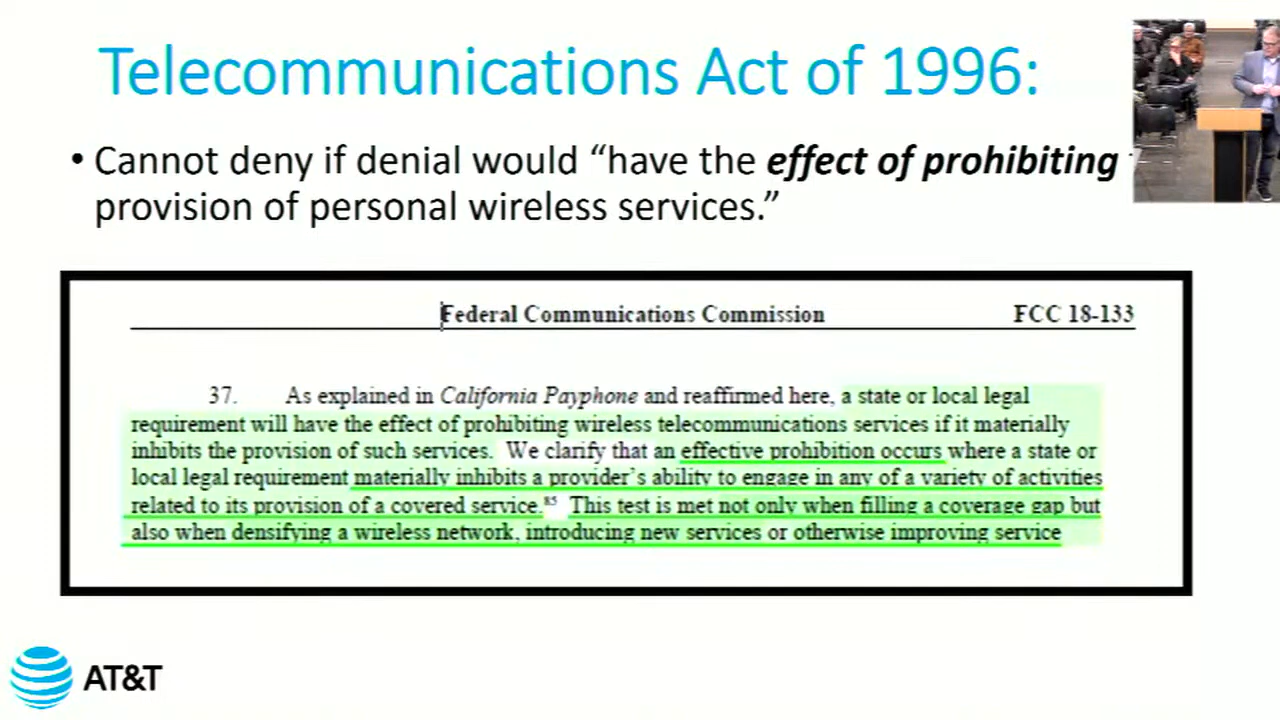 Telecommunications Act of 1996:
• Cannot deny if denial would “have the effect of prohibiting
provision of personal wireless services.”
Federal Communications Commission FCC 18-133
37. As explained in California Payphone and reaffirmed here, a state or local legal
requirement will have the effect of prohibiting wireless telecommunications services if it materially
inhibits the provision of such services. We clarify that an effective prohibition occurs where a state or
local legal requirement materially inhibits a provider’s ability to engage in any of a variety of activities
related to its provision of a covered service.85 This test is met not only when filling a coverage gap but
also when densifying a wireless network, introducing new services or otherwise improving service
AT&T